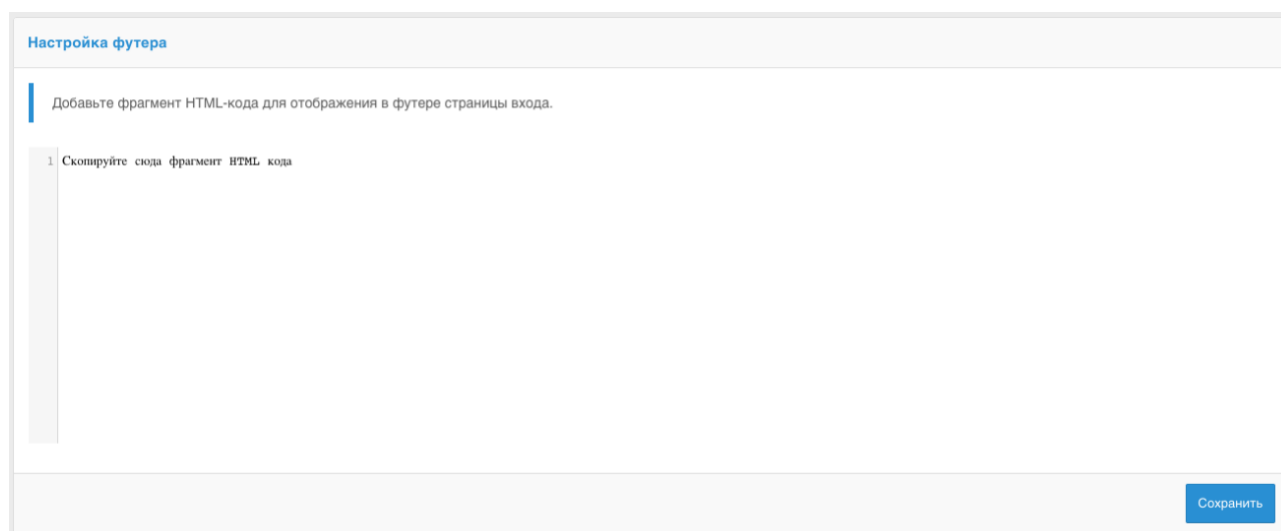 Настройка футера
Добавьте фрагмент HTML-кода для отображения в футере страницы входа.
1 Скопируйте сюда фрагмент HTML кода
Сохранить